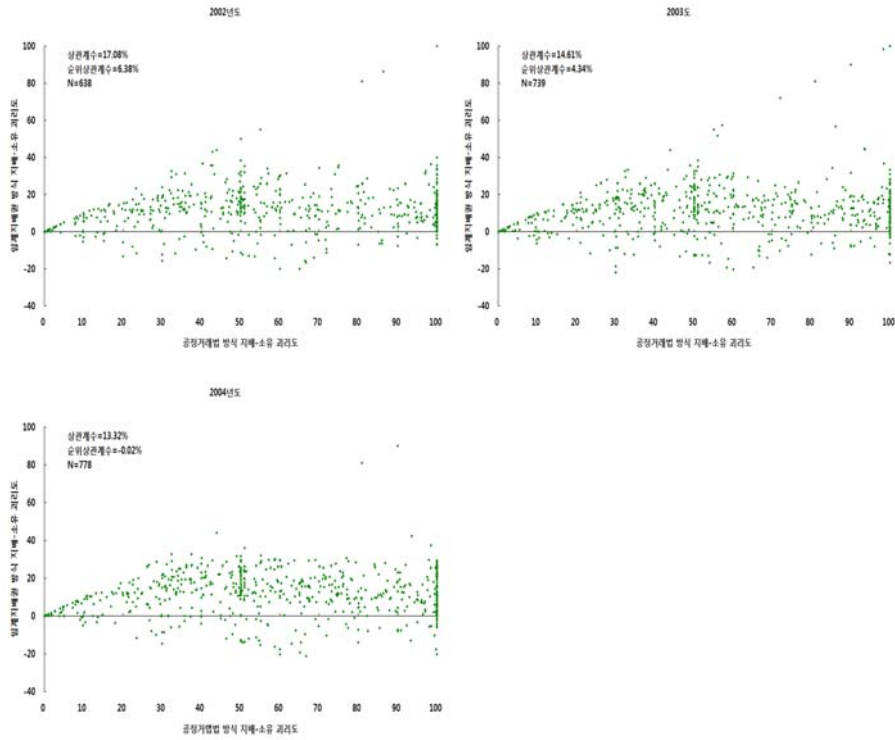 2002년도
상관계수=17.08%
순위상관계수=6.38%
N=638
임계지배권 방식 지배-소유 괴리도
100
80
60
40
20
0
-20
-40
0 10 20 30 40 50 60 70 80 90 100
공정거래법 방식 지배-소유 괴리도
2003도
상관계수=14.61%
순위상관계수=4.34%
N=739
임계지배권 방식 지배-소유 괴리도
100
80
60
40
20
0
-20
-40
0 10 20 30 40 50 60 70 80 90 100
공정거래법 방식 지배-소유 괴리도
2004년도
상관계수=13.32%
순위상관계수=-0.02%
N=778
임계지배권 방식 지배-소유 괴리도
100
80
60
40
20
0
-20
-40
0 10 20 30 40 50 60 70 80 90 100
공정거랩법 방식 지배-소유 괴리도